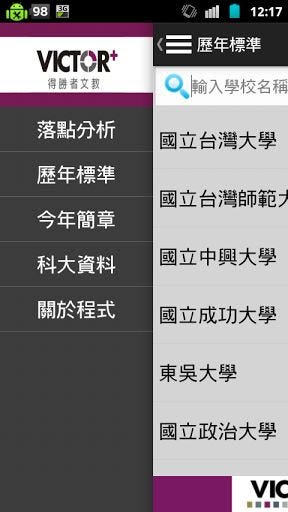 98
3G
12:17
VICTOR+
得勝者文教
落點分析
歷年標準
今年簡章
科大資料
關於程式
歷年標準
輸入學校名稱
國立台灣大學
國立台灣師範大
國立中興大學
國立成功大學
東吳大學
國立政治大學
VIC